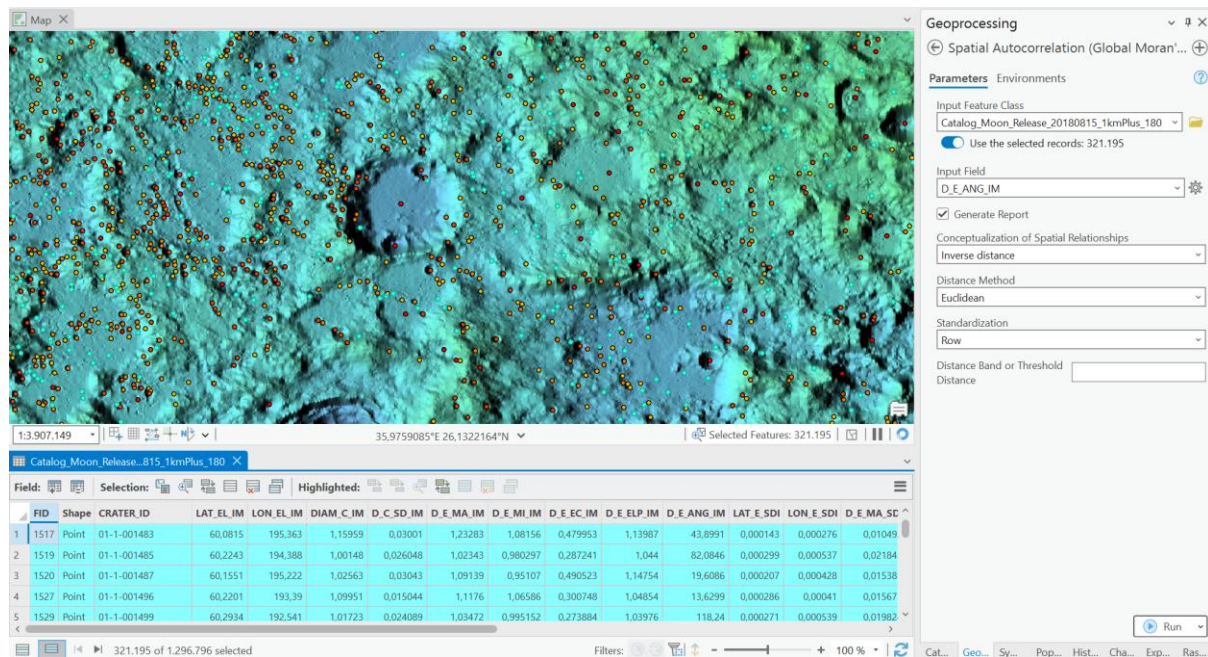 Map
1:3.907.149
35,9759085°E 26,1322164°N
Selected Features: 321.195
Catalog_Moon_Release...815_1kmPlus_180
Field:
Selection:
Highlighted:
FID Shape CRATER_ID LAT_EL_IM LON_EL_IM DIAM_C_IM D_C_SD_IM D_E_MA_IM D_E_MI_IM D_E_EC_IM D_E_ELP_IM D_E_ANG_IM LAT_E_SDI LON_E_SDI D_E_MA_SD
1 1517 Point 01-1-001483 60,0815 195,363 1,15959 0,03001 1,23283 1,08156 0,479953 1,13987 43,8991 0,000143 0,000276 0,01049
2 1519 Point 01-1-001485 60,2243 194,388 1,00148 0,026048 1,02343 0,980297 0,287241 1,044 82,0846 0,000299 0,000537 0,02184
3 1520 Point 01-1-001487 60,1551 195,222 1,02563 0,03043 1,09139 0,95107 0,490523 1,14754 19,6086 0,000207 0,000428 0,01538
4 1527 Point 01-1-001496 60,2201 193,39 1,09951 0,015044 1,1176 1,06586 0,300748 1,04854 13,6299 0,000286 0,00041 0,01567
5 1529 Point 01-1-001499 60,2934 192,541 1,01723 0,024089 1,03472 0,995152 0,273884 1,03976 118,24 0,000271 0,000539 0,01982
321.195 of 1.296.796 selected
Filters:
100 %
Geoprocessing
Spatial Autocorrelation (Global Moran'...
Parameters Environments
Input Feature Class
Catalog_Moon_Release_20180815_1kmPlus_180
Use the selected records: 321.195
Input Field
D_E_ANG_IM
Generate Report
Conceptualization of Spatial Relationships
Inverse distance
Distance Method
Euclidean
Standardization
Row
Distance Band or Threshold
Distance
Run
Cat... Geo... Sy... Pop... Hist... Cha... Exp... Ras...